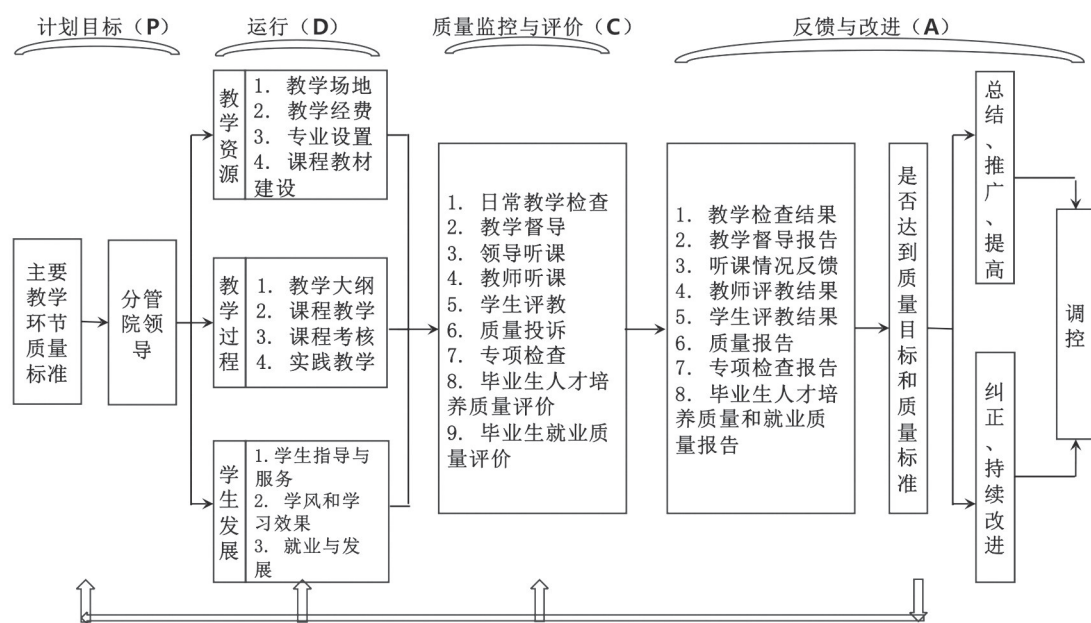 计划目标（P）
运行（D）
质量监控与评价（C）
反馈与改进（A）
主要
教学
环节
质量
标准
分管
院领
导
教学资源
1. 教学场地
2. 教学经费
3. 专业设置
4. 课程教材
建设
教学过程
1. 教学大纲
2. 课程教学
3. 课程考核
4. 实践教学
学生发展
1.学生指导与
服务
2. 学风和学
习效果
3. 就业与发
展
1. 日常教学检查
2. 教学督导
3. 领导听课
4. 教师听课
5. 学生评教
6. 质量投诉
7. 专项检查
8. 毕业生人才培
养质量评价
9. 毕业生就业质
量评价
1. 教学检查结果
2. 教学督导报告
3. 听课情况反馈
4. 教师评教结果
5. 学生评教结果
6. 质量报告
7. 专项检查报告
8. 毕业生人才培
养质量和就业质
量报告
是否达到质量目标和质量标准
总结、推广、提高
纠正、持续改进
调控